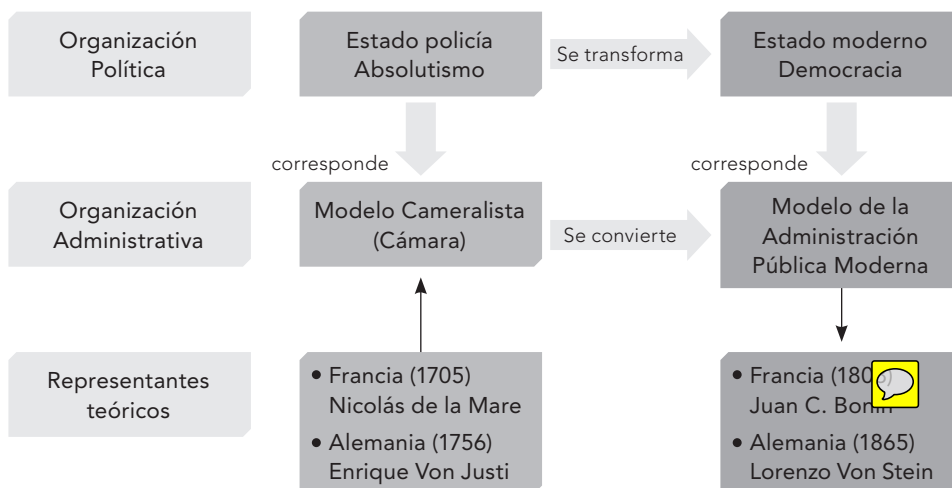 Organización
Política
Estado policía
Absolutismo
Se transforma
Estado moderno
Democracia
corresponde
corresponde
Organización
Administrativa
Modelo Cameralista
(Cámara)
Se convierte
Modelo de la
Administración
Pública Moderna
Representantes
teóricos
• Francia (1705)
Nicolás de la Mare
• Alemania (1756)
Enrique Von Justi
• Francia
Juan C.
• Alemania (1865)
Lorenzo Von Stein